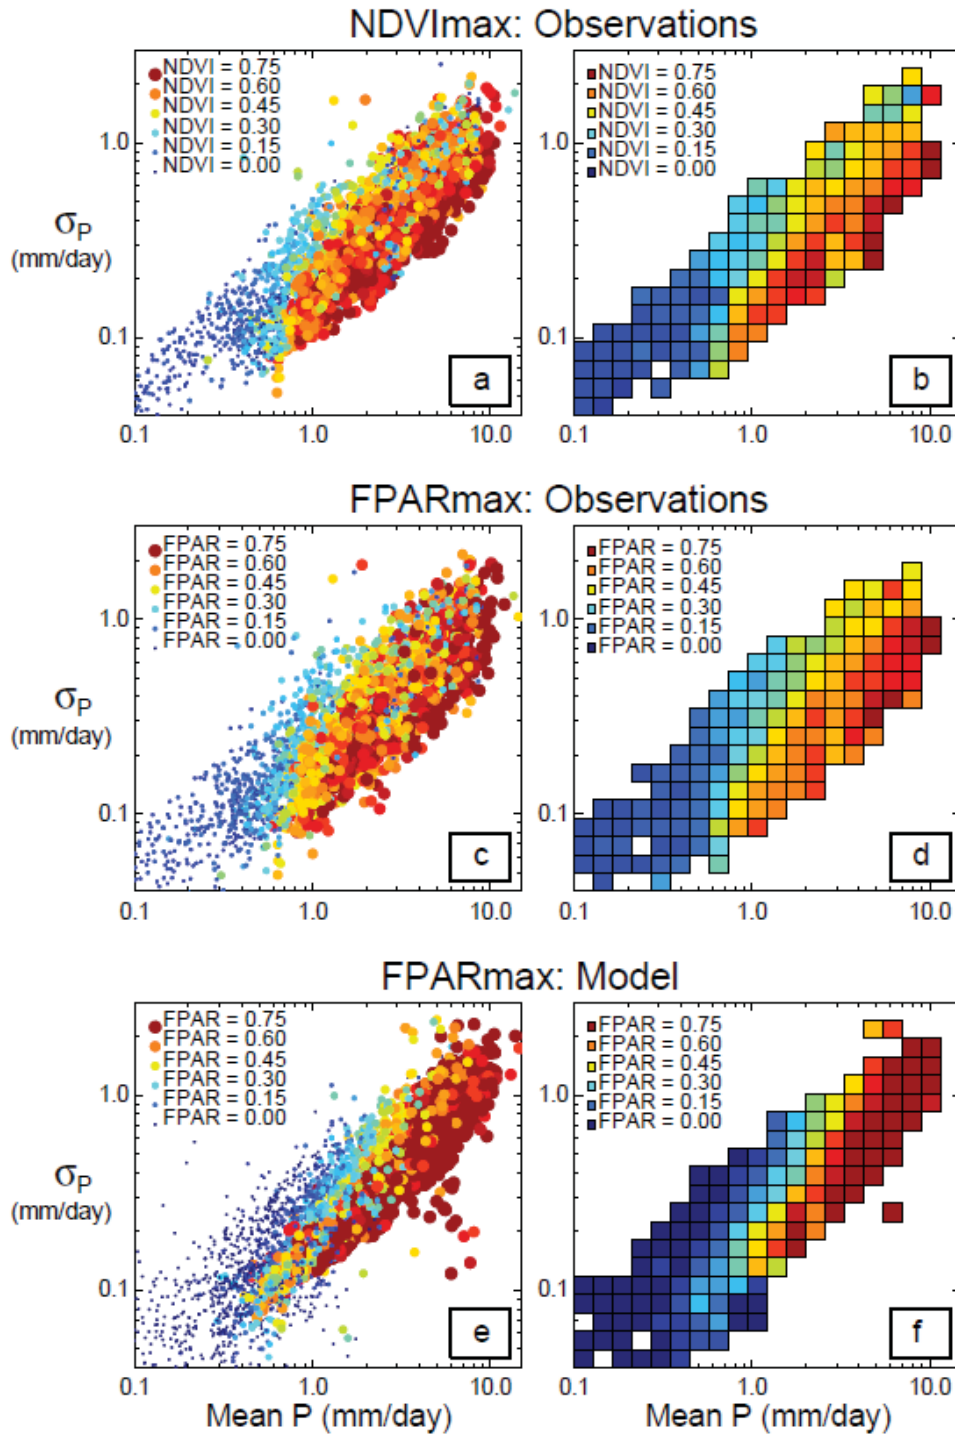 NDVImax: Observations
NDVI = 0.75
NDVI = 0.60
NDVI = 0.45
NDVI = 0.30
NDVI = 0.15
NDVI = 0.00
NDVI = 0.75
NDVI = 0.60
NDVI = 0.45
NDVI = 0.30
NDVI = 0.15
NDVI = 0.00
1.0
1.0
σP
(mm/day)
0.1
0.1
a
b
0.1 1.0 10.0
0.1 1.0 10.0
FPARmax: Observations
FPAR = 0.75
FPAR = 0.60
FPAR = 0.45
FPAR = 0.30
FPAR = 0.15
FPAR = 0.00
FPAR = 0.75
FPAR = 0.60
FPAR = 0.45
FPAR = 0.30
FPAR = 0.15
FPAR = 0.00
1.0
1.0
σP
(mm/day)
0.1
0.1
c
d
0.1 1.0 10.0
0.1 1.0 10.0
FPARmax: Model
FPAR = 0.75
FPAR = 0.60
FPAR = 0.45
FPAR = 0.30
FPAR = 0.15
FPAR = 0.00
FPAR = 0.75
FPAR = 0.60
FPAR = 0.45
FPAR = 0.30
FPAR = 0.15
FPAR = 0.00
1.0
1.0
σP
(mm/day)
0.1
0.1
e
f
0.1 1.0 10.0
0.1 1.0 10.0
Mean P (mm/day)
Mean P (mm/day)